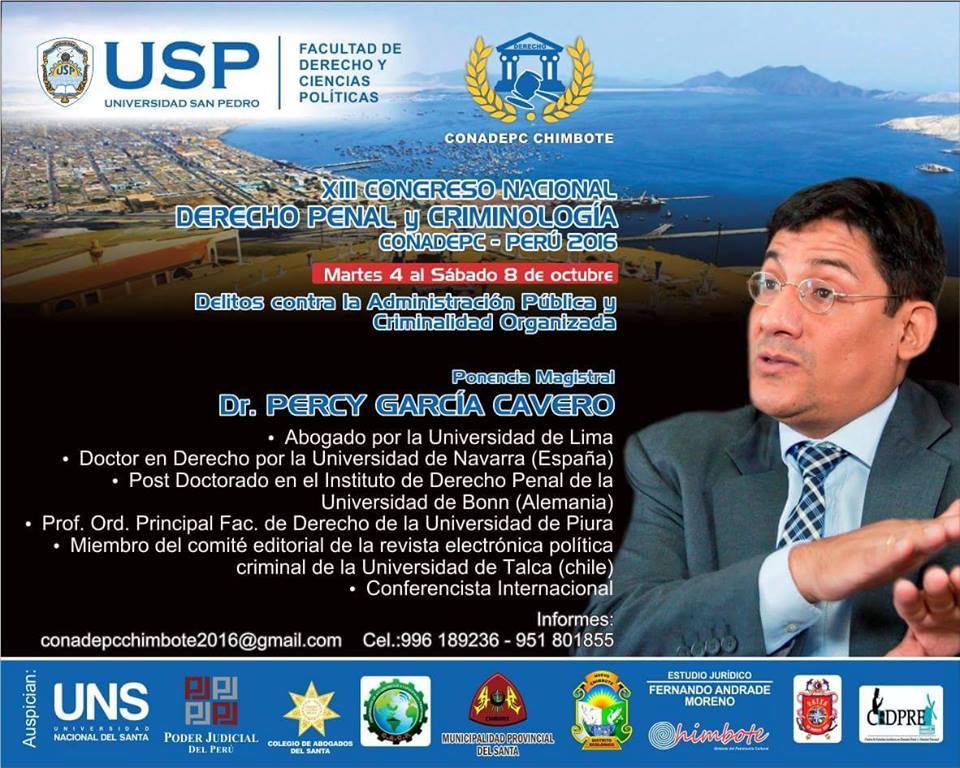 USP
USP
UNIVERSIDAD SAN PEDRO
FACULTAD DE
DERECHO Y
CIENCIAS
POLÍTICAS
DERECHO
CONADEPC CHIMBOTE
XIII CONGRESO NACIONAL
DERECHO PENAL y CRIMINOLOGÍA
CONADEPC - PERÚ 2016
Martes 4 al Sábado 8 de octubre
Delitos contra la Administración Pública y
Criminalidad Organizada
Ponencia Magistral
Dr. PERCY GARCÍA CAVERO
• Abogado por la Universidad de Lima
• Doctor en Derecho por la Universidad de Navarra (España)
• Post Doctorado en el Instituto de Derecho Penal de la
Universidad de Bonn (Alemania)
• Prof. Ord. Principal Fac. de Derecho de la Universidad de Piura
• Miembro del comité editorial de la revista electrónica política
criminal de la Universidad de Talca (chile)
• Conferencista Internacional
Informes:
conadepcchimbote2016@gmail.com Cel.:996 189236 - 951 801855
Auspician:
UNS
UNIVERSIDAD
NACIONAL DEL SANTA
PODER JUDICIAL
DEL PERÚ
COLEGIO DE ABOGADOS
DEL SANTA
CHIMBOTE
MUNICIPALIDAD PROVINCIAL
DEL SANTA
NUEVO
CHIMBOTE
DISTRITO
ECOLÓGICO
ESTUDIO JURÍDICO
FERNANDO ANDRADE
MORENO
Chimbote
CIDPRE